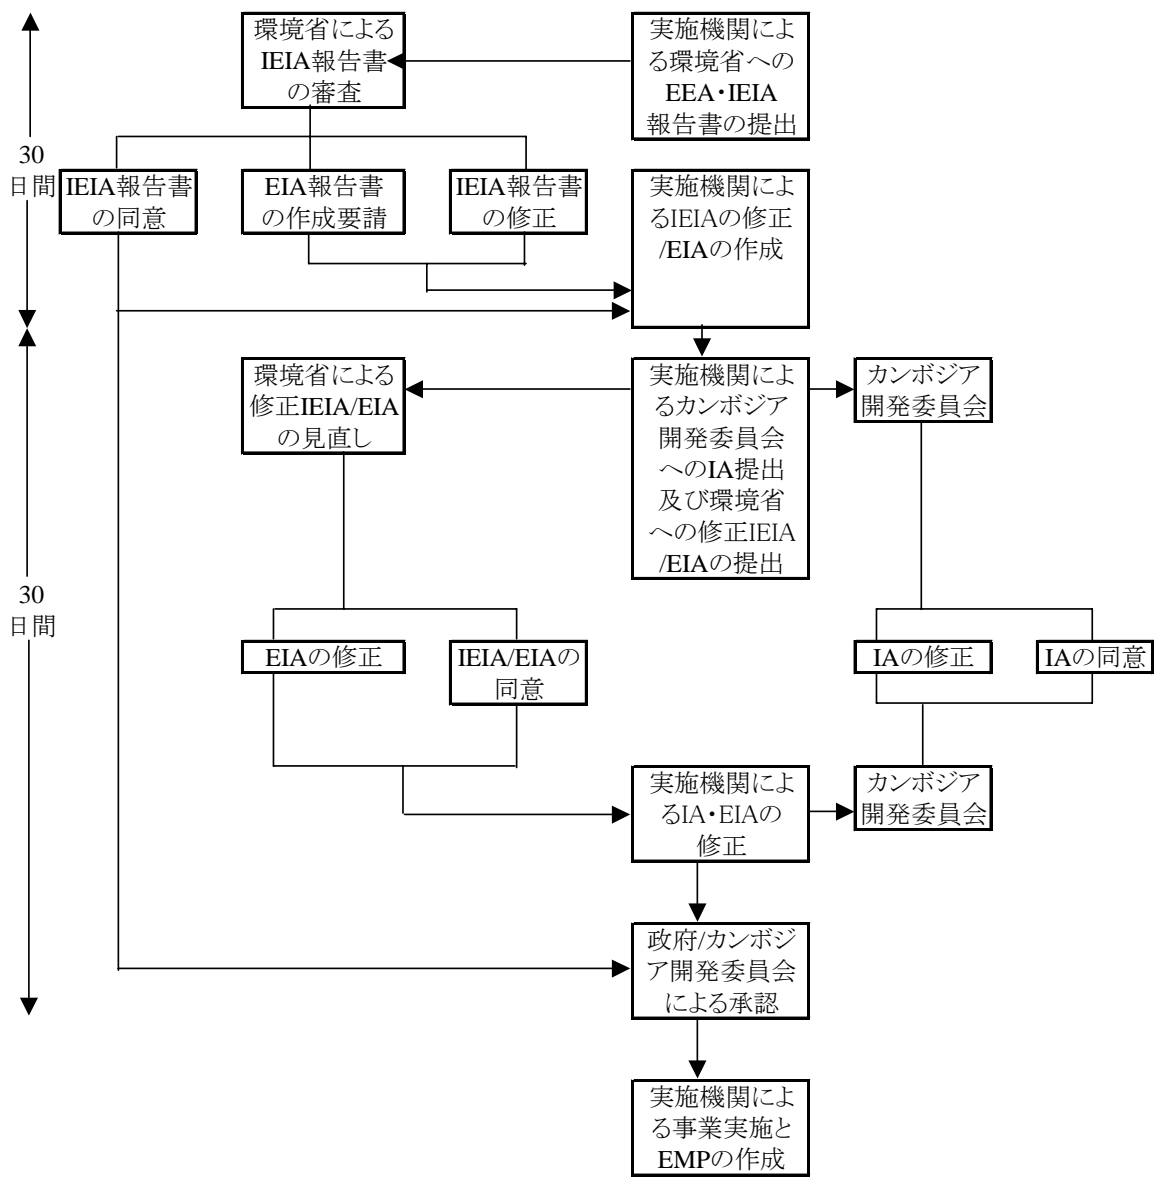 環境省による
IEIA報告書
の審査
実施機関によ
る環境省への
EEA・IEIA
報告書の提出
30
日間
IEIA報告書
の同意
EIA報告書
の作成要請
IEIA報告書
の修正
実施機関によ
るIEIAの修正
/EIAの作成
環境省による
修正IEIA/EIA
の見直し
実施機関によ
るカンボジア
開発委員会
へのIA提出
及び環境省
への修正IEIA
/EIAの提出
カンボジア
開発委員会
30
日間
EIAの修正
IEIA/EIAの
同意
IAの修正
IAの同意
実施機関によ
るIA・EIAの
修正
カンボジア
開発委員会
政府/カンボジ
ア開発委員会
による承認
実施機関によ
る事業実施と
EMPの作成